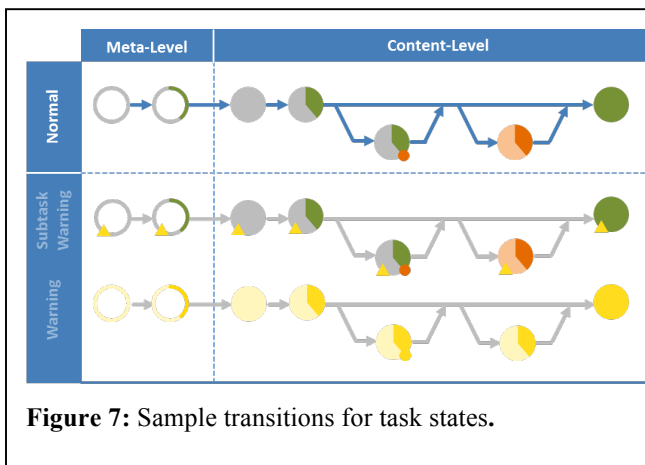 Meta-Level
Content-Level
Normal
Subtask
Warning
Warning
Figure 7: Sample transitions for task states.